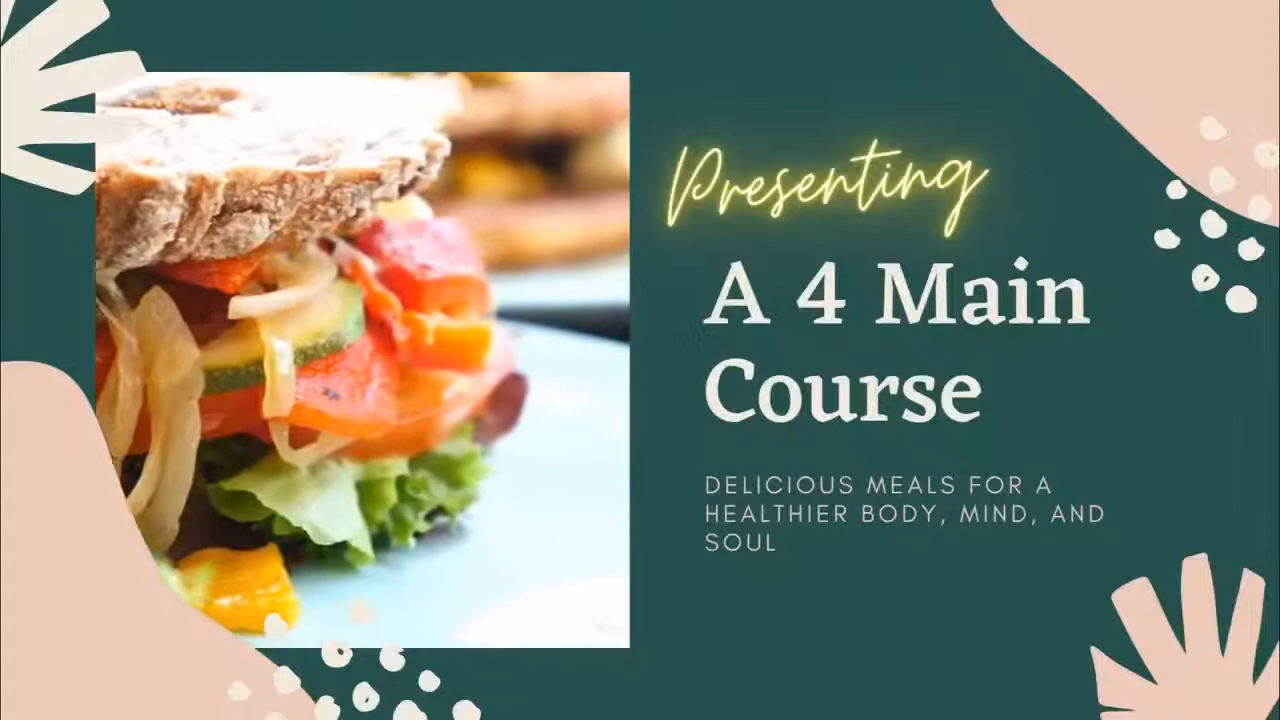 Presenting
A 4 Main
Course
DELICIOUS MEALS FOR A
HEALTHIER BODY, MIND, AND
SOUL